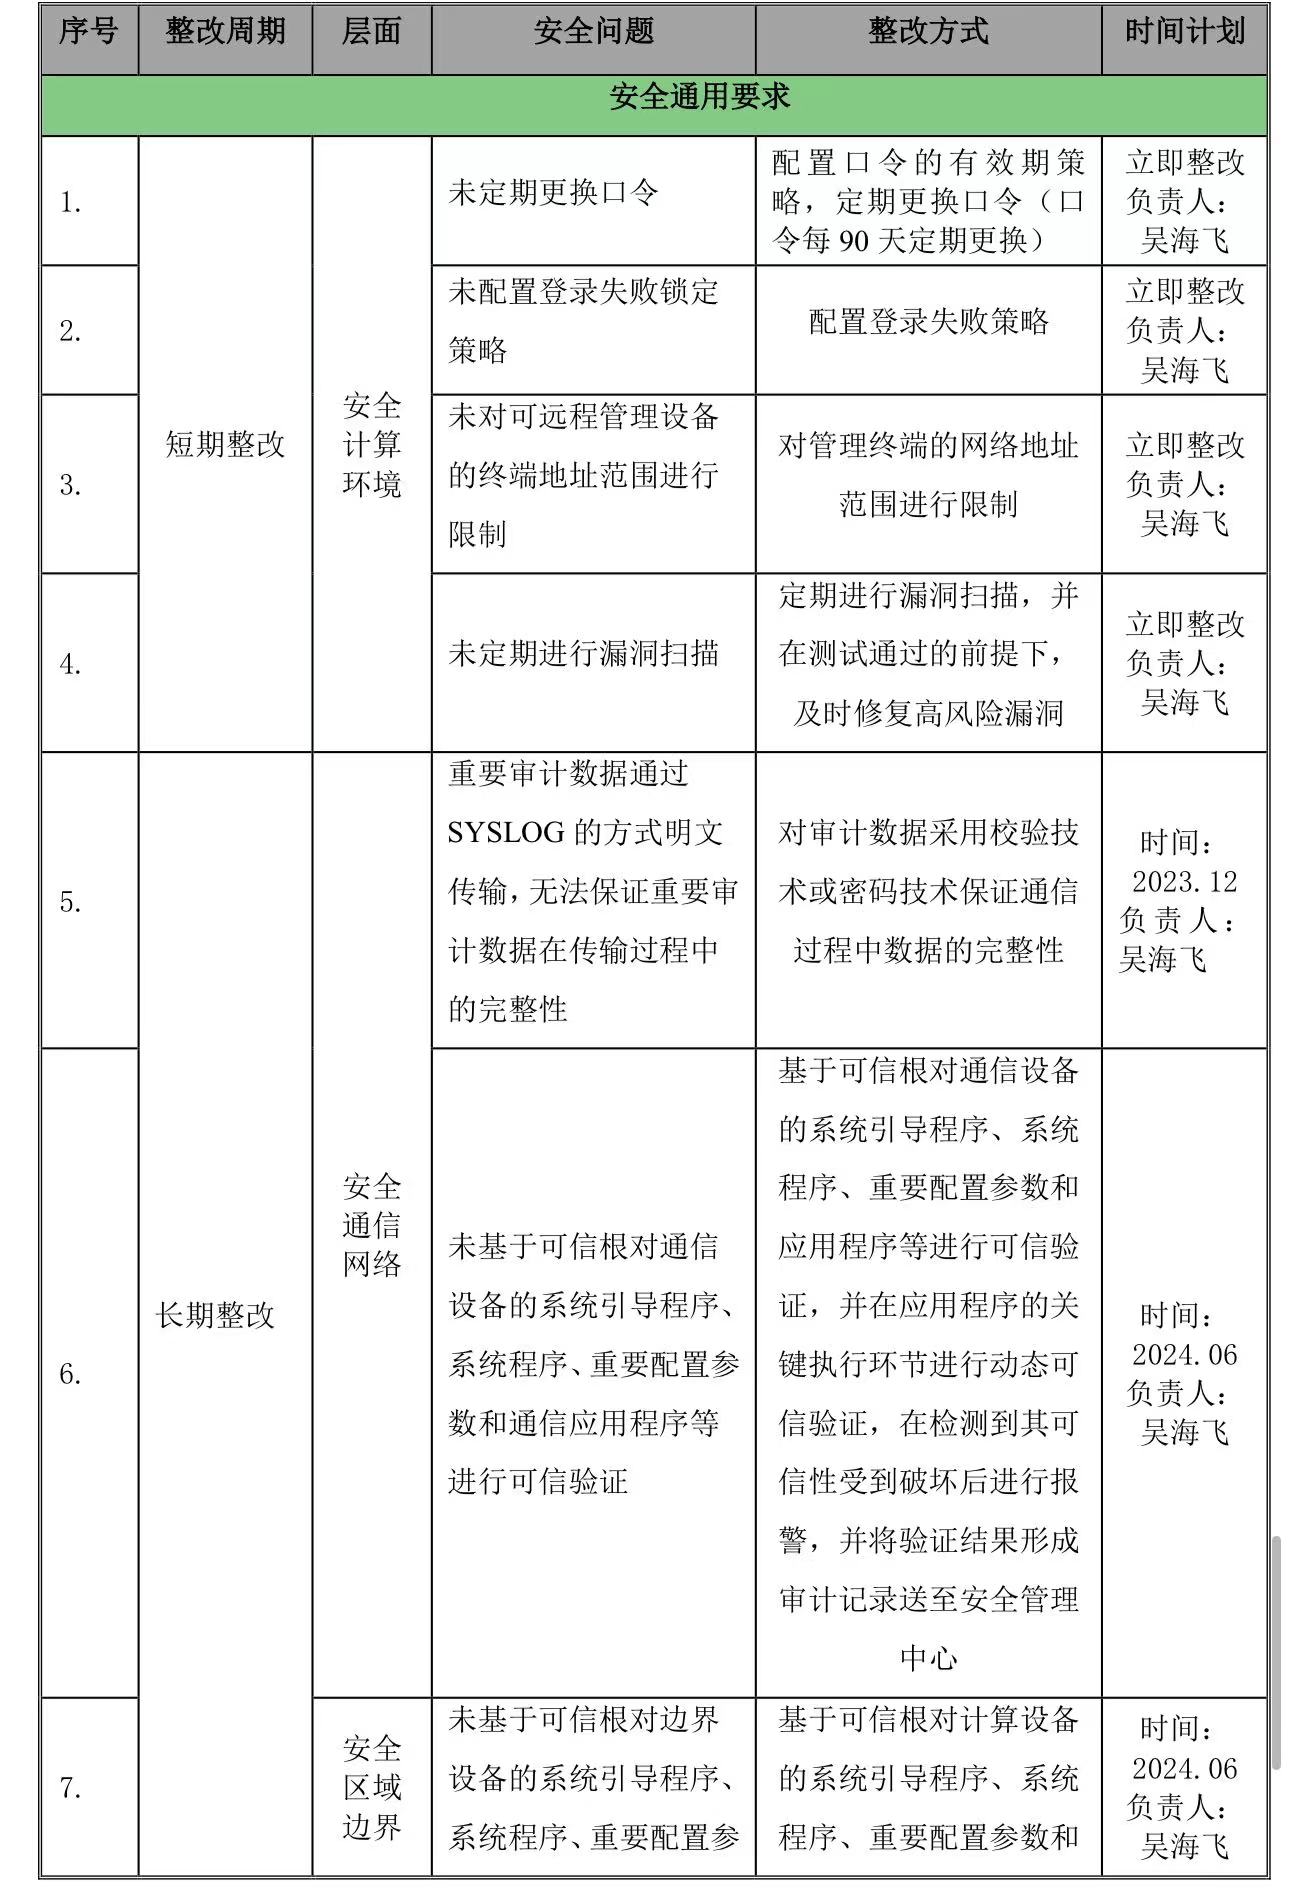 序号 整改周期 层面 安全问题 整改方式 时间计划
安全通用要求
1.
短期整改
安全
计算
环境
未定期更换口令
配置口令的有效期策
略，定期更换口令（口
令每 90 天定期更换）
立即整改
负责人：
吴海飞
2.
未配置登录失败锁定
策略
配置登录失败策略
立即整改
负责人：
吴海飞
3.
未对可远程管理设备
的终端地址范围进行
限制
对管理终端的网络地址
范围进行限制
立即整改
负责人：
吴海飞
4.
未定期进行漏洞扫描
定期进行漏洞扫描，并
在测试通过的前提下，
及时修复高风险漏洞
立即整改
负责人：
吴海飞
5.
长期整改
安全
通信
网络
重要审计数据通过
SYSLOG 的方式明文
传输，无法保证重要审
计数据在传输过程中
的完整性
对审计数据采用校验技
术或密码技术保证通信
过程中数据的完整性
时间：
2023.12
负责人：
吴海飞
6.
未基于可信根对通信
设备的系统引导程序、
系统程序、重要配置参
数和通信应用程序等
进行可信验证
基于可信根对通信设备
的系统引导程序、系统
程序、重要配置参数和
应用程序等进行可信验
证，并在应用程序的关
键执行环节进行动态可
信验证，在检测到其可
信性受到破坏后进行报
警，并将验证结果形成
审计记录送至安全管理
中心
时间：
2024.06
负责人：
吴海飞
7.
安全
区域
边界
未基于可信根对边界
设备的系统引导程序、
系统程序、重要配置参
基于可信根对计算设备
的系统引导程序、系统
程序、重要配置参数和
时间：
2024.06
负责人：
吴海飞